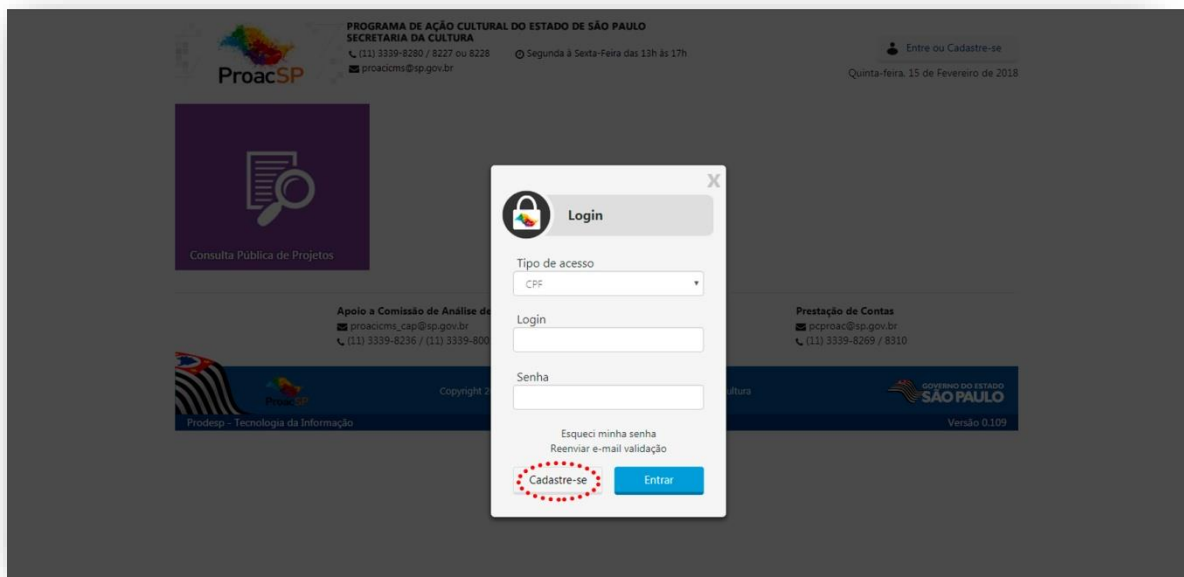 PROGRAMA DE AÇÃO CULTURAL DO ESTADO DE SÃO PAULO
SECRETARIA DA CULTURA
(11) 3339-8280 / 8227 ou 8228 Segunda à Sexta-Feira das 13h às 17h
proacicms@sp.gov.br
ProacSP
Entre ou Cadastre-se
Quinta-feira, 15 de Fevereiro de 2018
Consulta Pública de Projetos
X
Login
Tipo de acesso
CPF
Login
Senha
Esqueci minha senha
Reenviar e-mail validação
Cadastre-se Entrar
Apoio a Comissão de Análise de
proacicms_cap@sp.gov.br
(11) 3339-8236 / (11) 3339-800
Prestação de Contas
pcproac@sp.gov.br
(11) 3339-8269 / 8310
ProacSP
Copyright 2
ultura
GOVERNO DO ESTADO
SÃO PAULO
Prodesp - Tecnologia da Informação
Versão 0.109